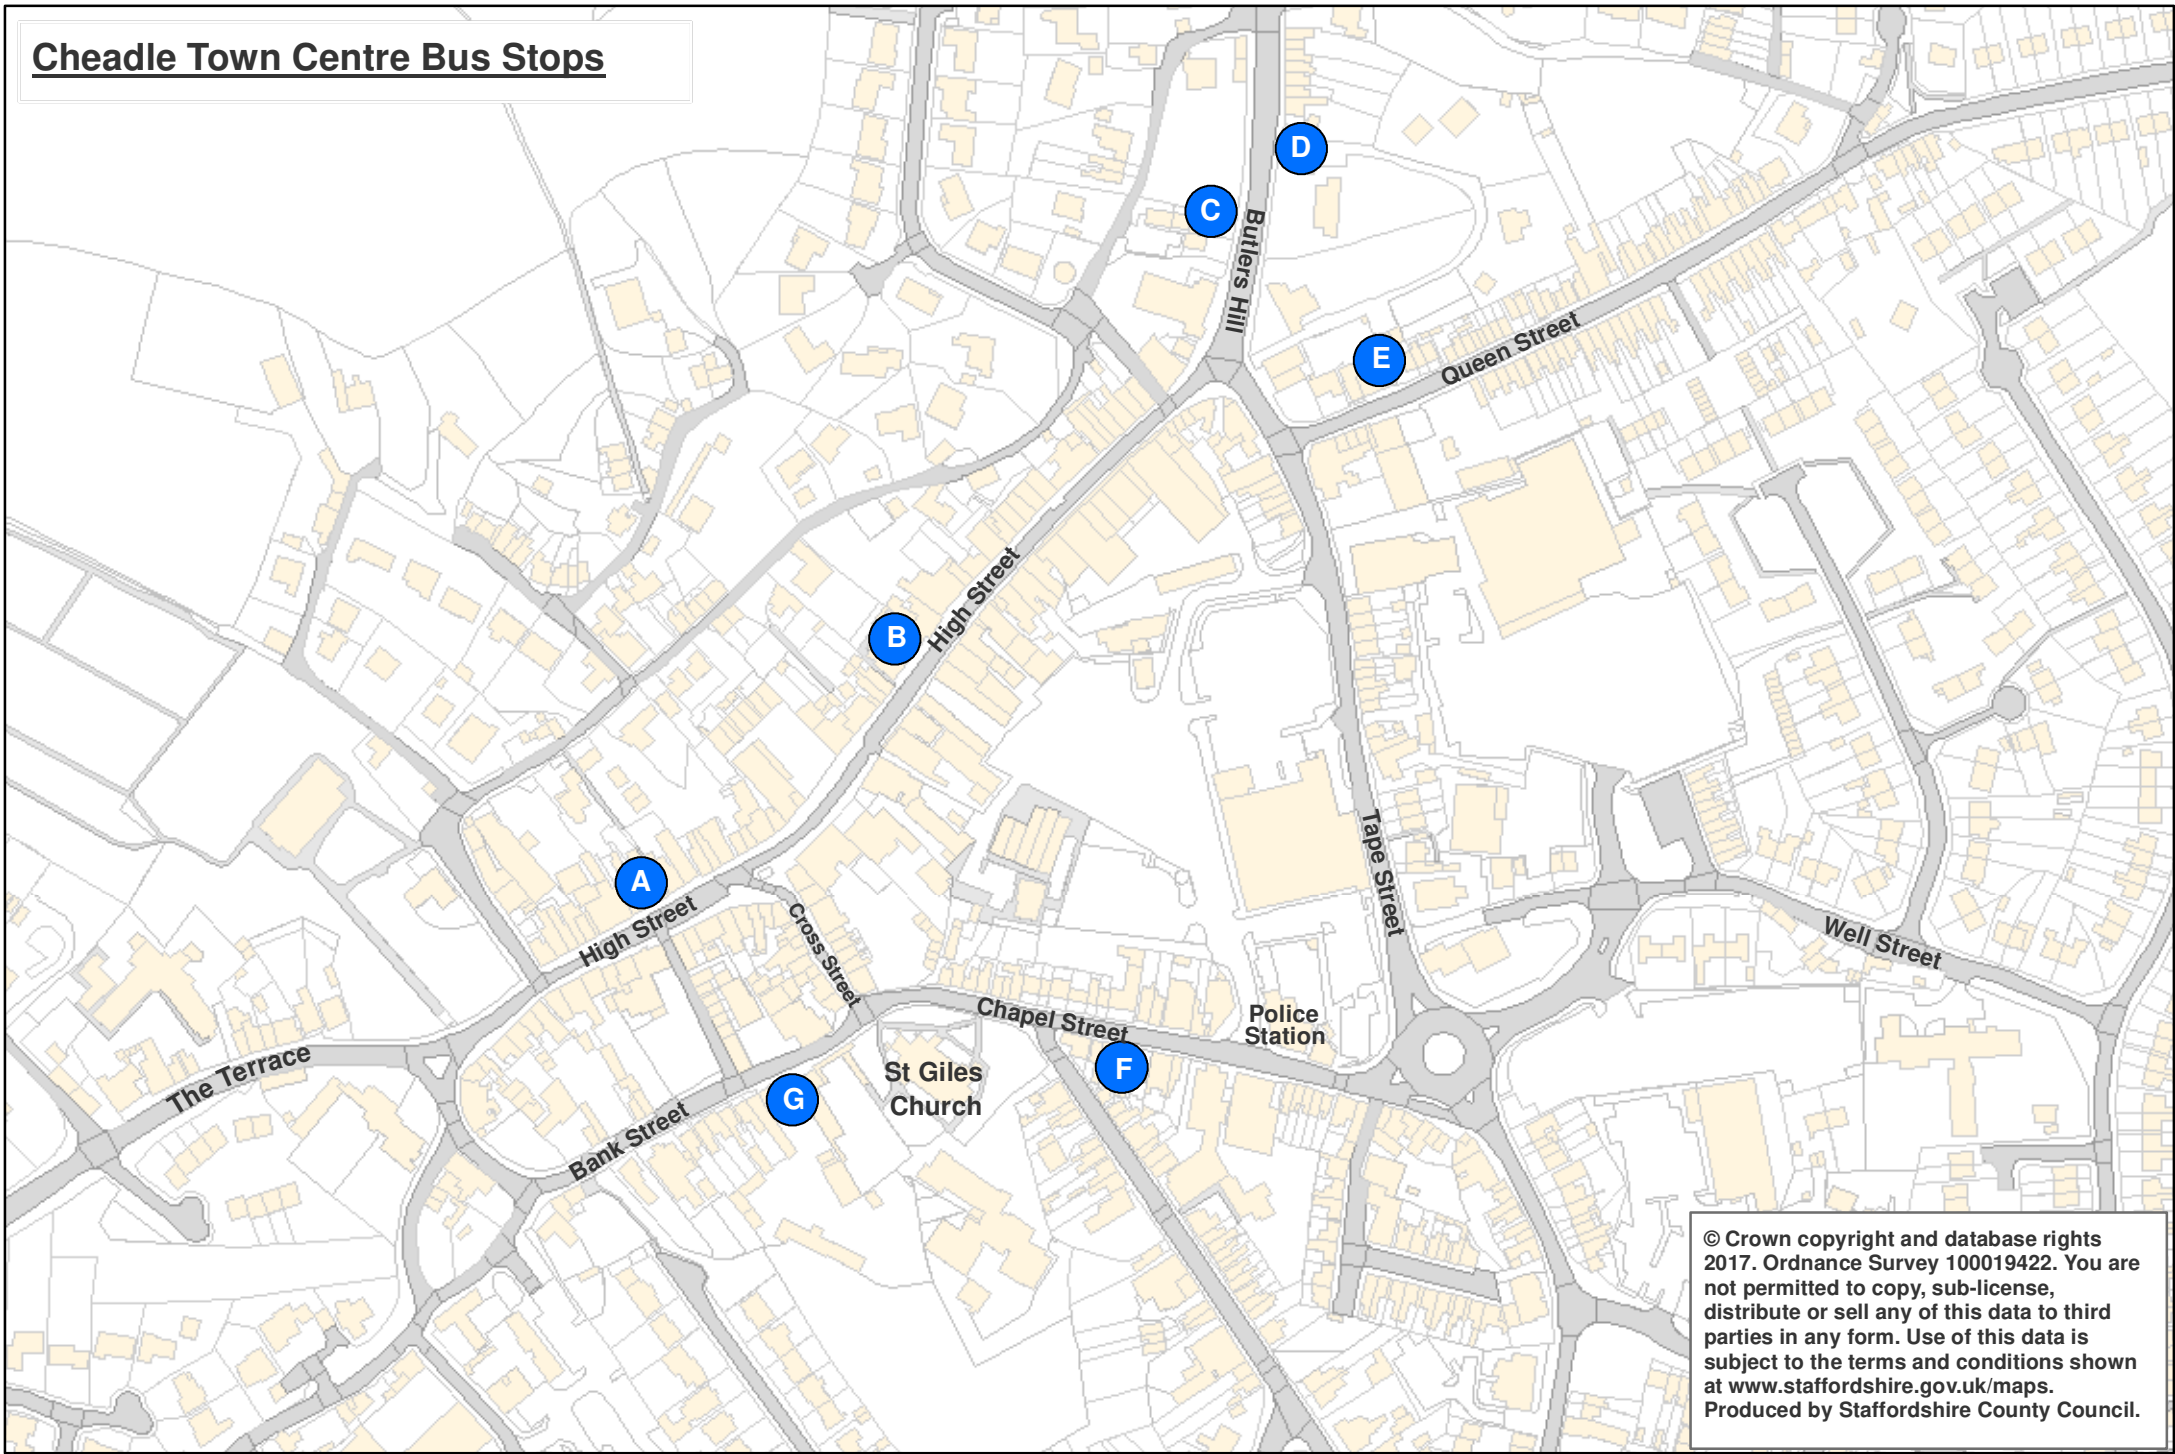 Cheadle Town Centre Bus Stops
D
C
Butlers Hill
E
Queen Street
B
High Street
A
High Street
Tape Street
Cross Street
Well Street
Chapel Street
Police
Station
The Terrace
F
St Giles
Church
G
Bank Street
© Crown copyright and database rights
2017. Ordnance Survey 100019422. You are
not permitted to copy, sub-license,
distribute or sell any of this data to third
parties in any form. Use of this data is
subject to the terms and conditions shown
at www.staffordshire.gov.uk/maps.
Produced by Staffordshire County Council.